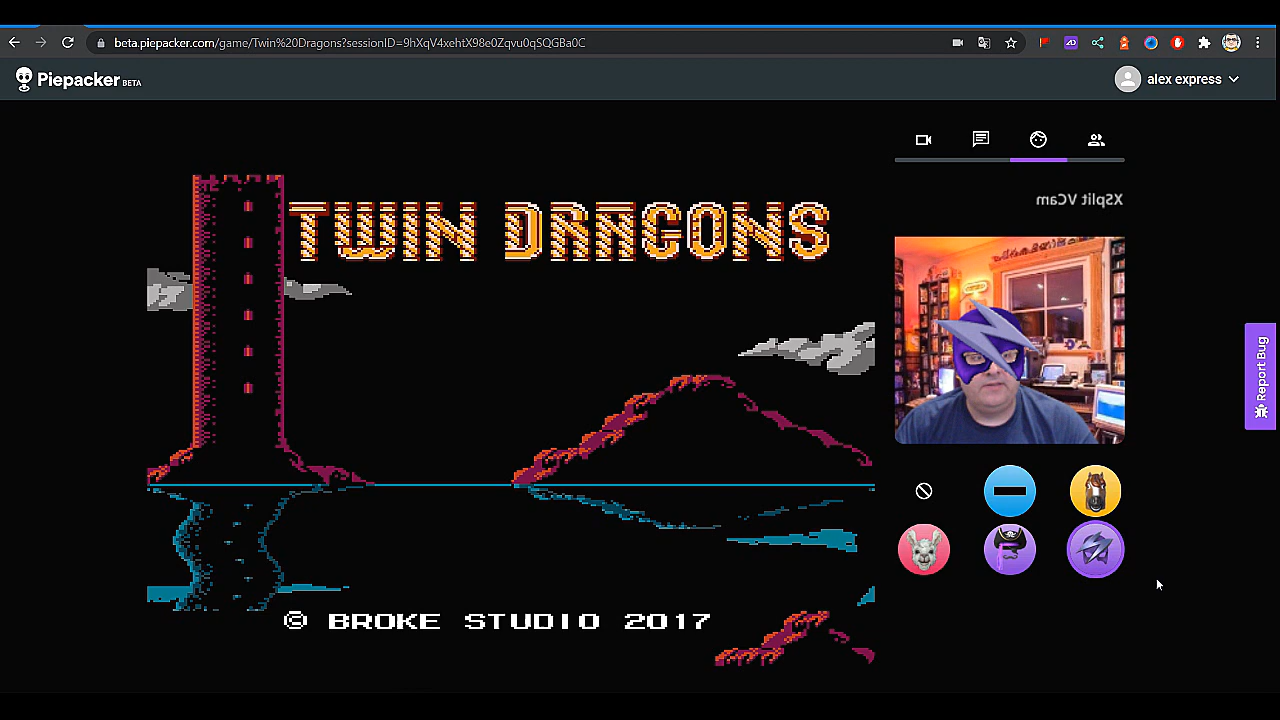 beta.piepacker.com/game/Twin%20Dragons?sessionID=9hXqV4xehtX98e0Zqvu0qSQGBa0C
Piepacker BETA
alex express
XSplit VCam
TWIN DRAGONS
Report Bug
© BROKE STUDIO 2017